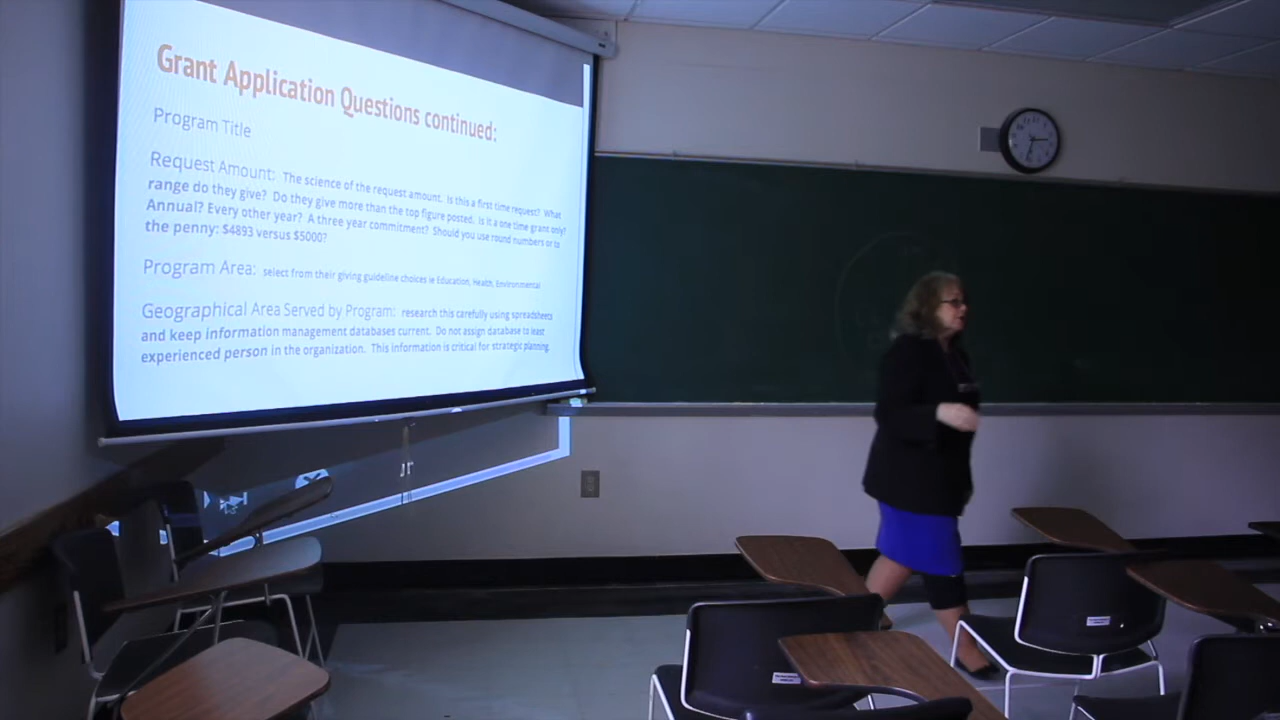 Grant Application Questions continued:
Program Title
Request Amount: The science of the request amount. Is this a first time request? What
range do they give? Do they give more than the top figure posted. Is it a one time grant only?
Annual? Every other year? A three year commitment? Should you use round numbers or to
the penny: $4893 versus $5000?
Program Area: select from their giving guideline choices ie Education, Health, Environmental
Geographical Area Served by Program: research this carefully using spreadsheets
and keep information management databases current. Do not assign database to least
experienced person in the organization. This information is critical for strategic planning.